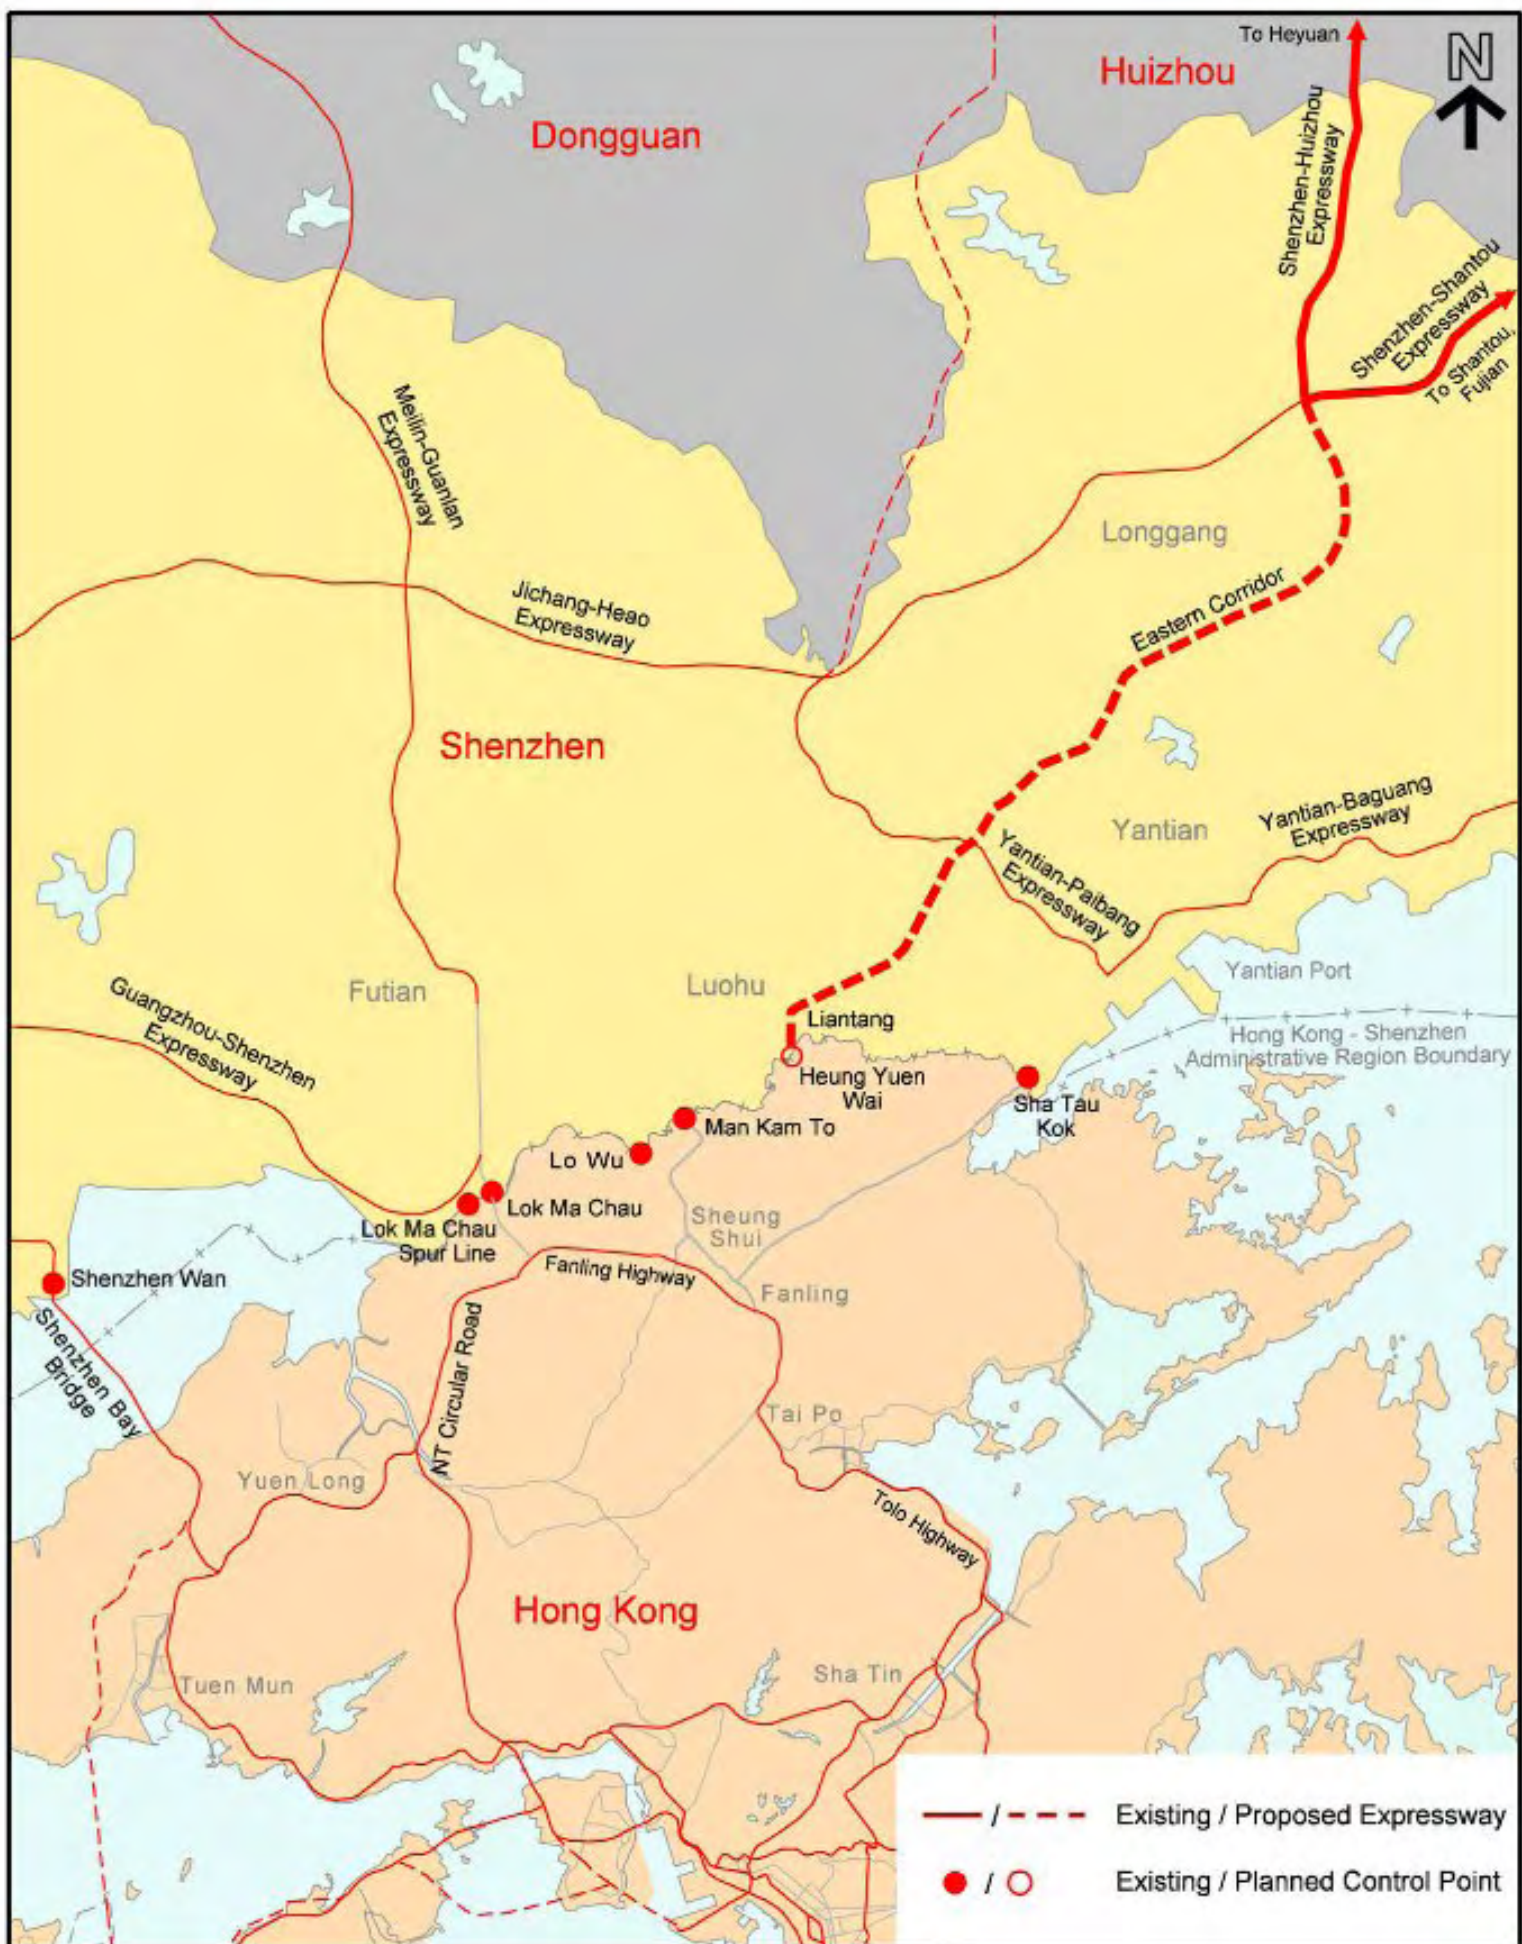 To Heyuan
N
Huizhou
Dongguan
Shenzhen-Huizhou
Expressway
Shenzhen-Shantou
Expressway
To Shantou,
Fujian
Meilin-Guanlan
Expressway
Longgang
Jichang-Heao
Expressway
Eastern Corridor
Shenzhen
Yantian
Yantian-Baguang
Expressway
Yantian-Paibang
Expressway
Futian
Luohu
Yantian Port
Guangzhou-Shenzhen
Expressway
Liantang
Hong Kong - Shenzhen
Administrative Region Boundary
Heung Yuen
Wai
Sha Tau
Kok
Man Kam To
Lo Wu
Lok Ma Chau
Lok Ma Chau
Spur Line
Sheung
Shui
Shenzhen Wan
Fanling Highway
Fanling
Shenzhen Bay
Bridge
NT Circular Road
Tai Po
Yuen Long
Tolo Highway
Hong Kong
Tuen Mun
Sha Tin
/ Existing / Proposed Expressway
/ Existing / Planned Control Point